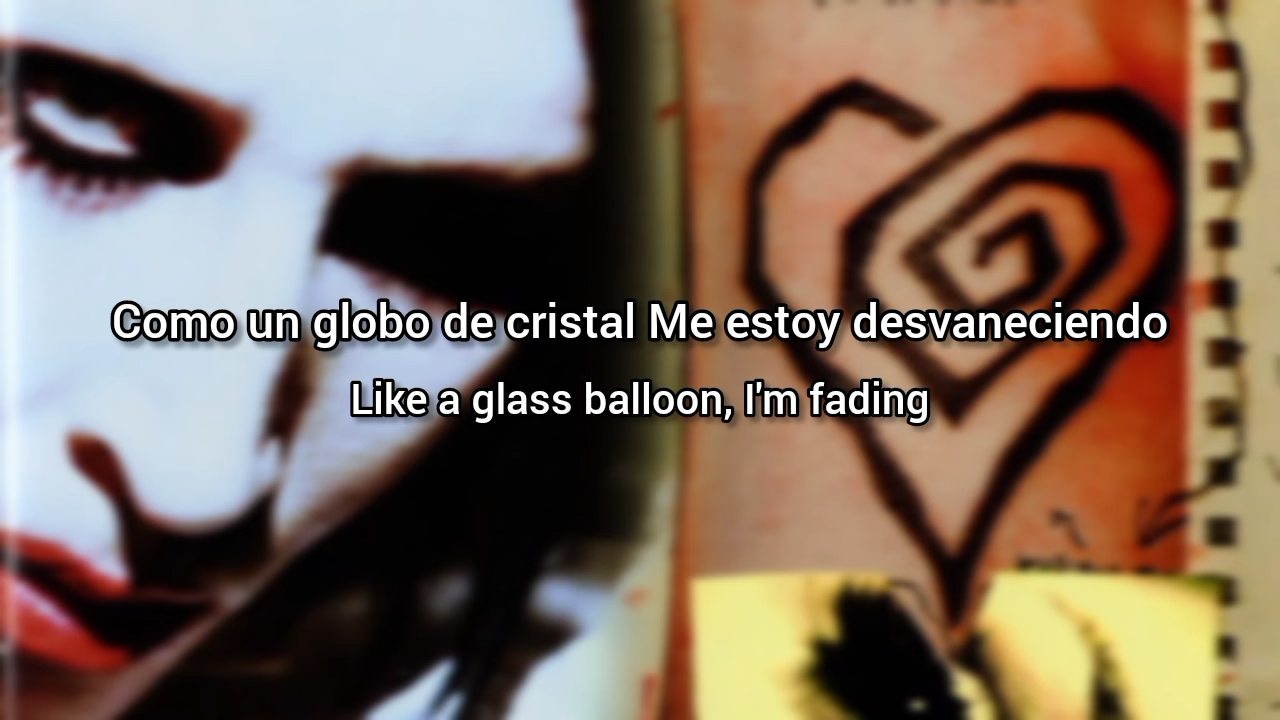 Como un globo de cristal Me estoy desvaneciendo
Like a glass balloon, I'm fading